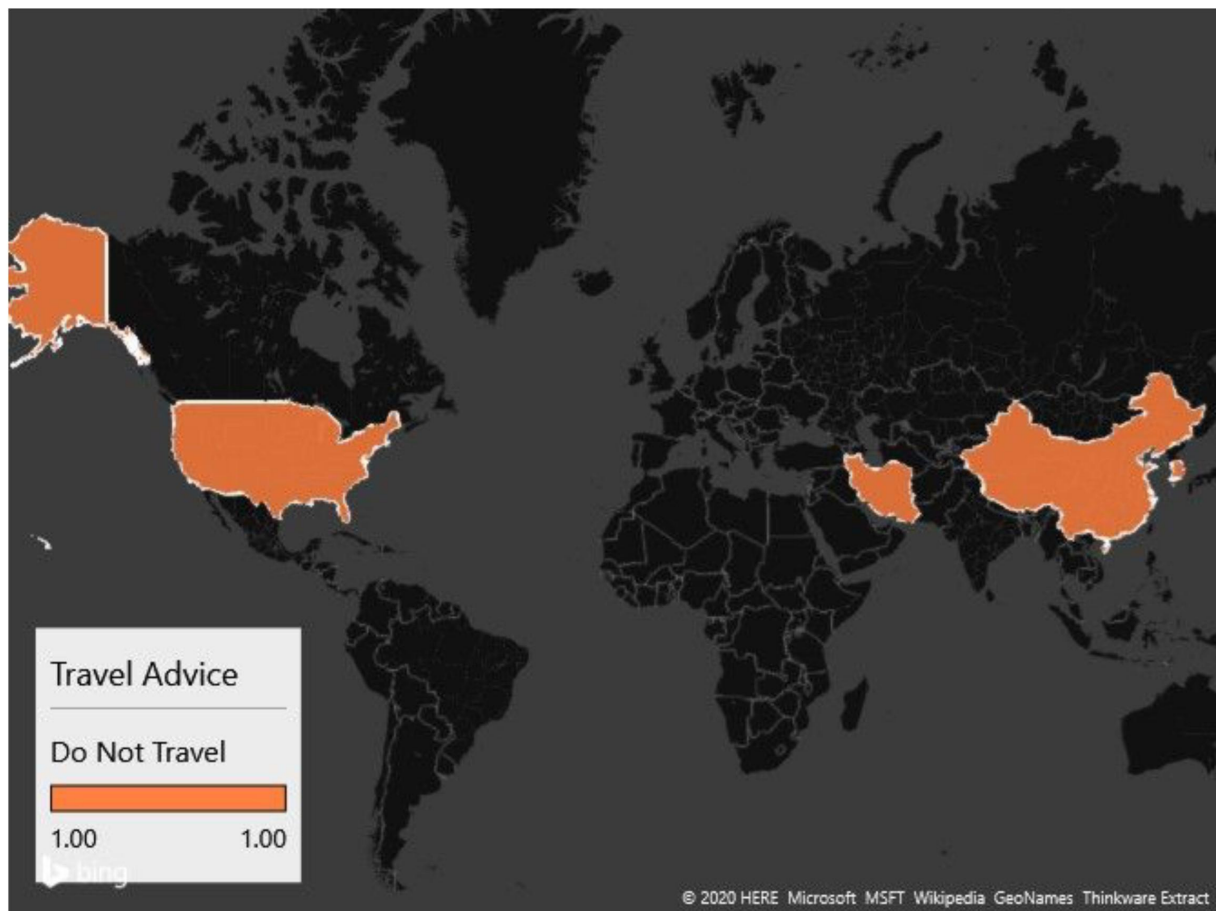 Travel Advice
Do Not Travel
1.00 1.00
bing
© 2020 HERE Microsoft MSFT Wikipedia GeoNames Thinkware Extract